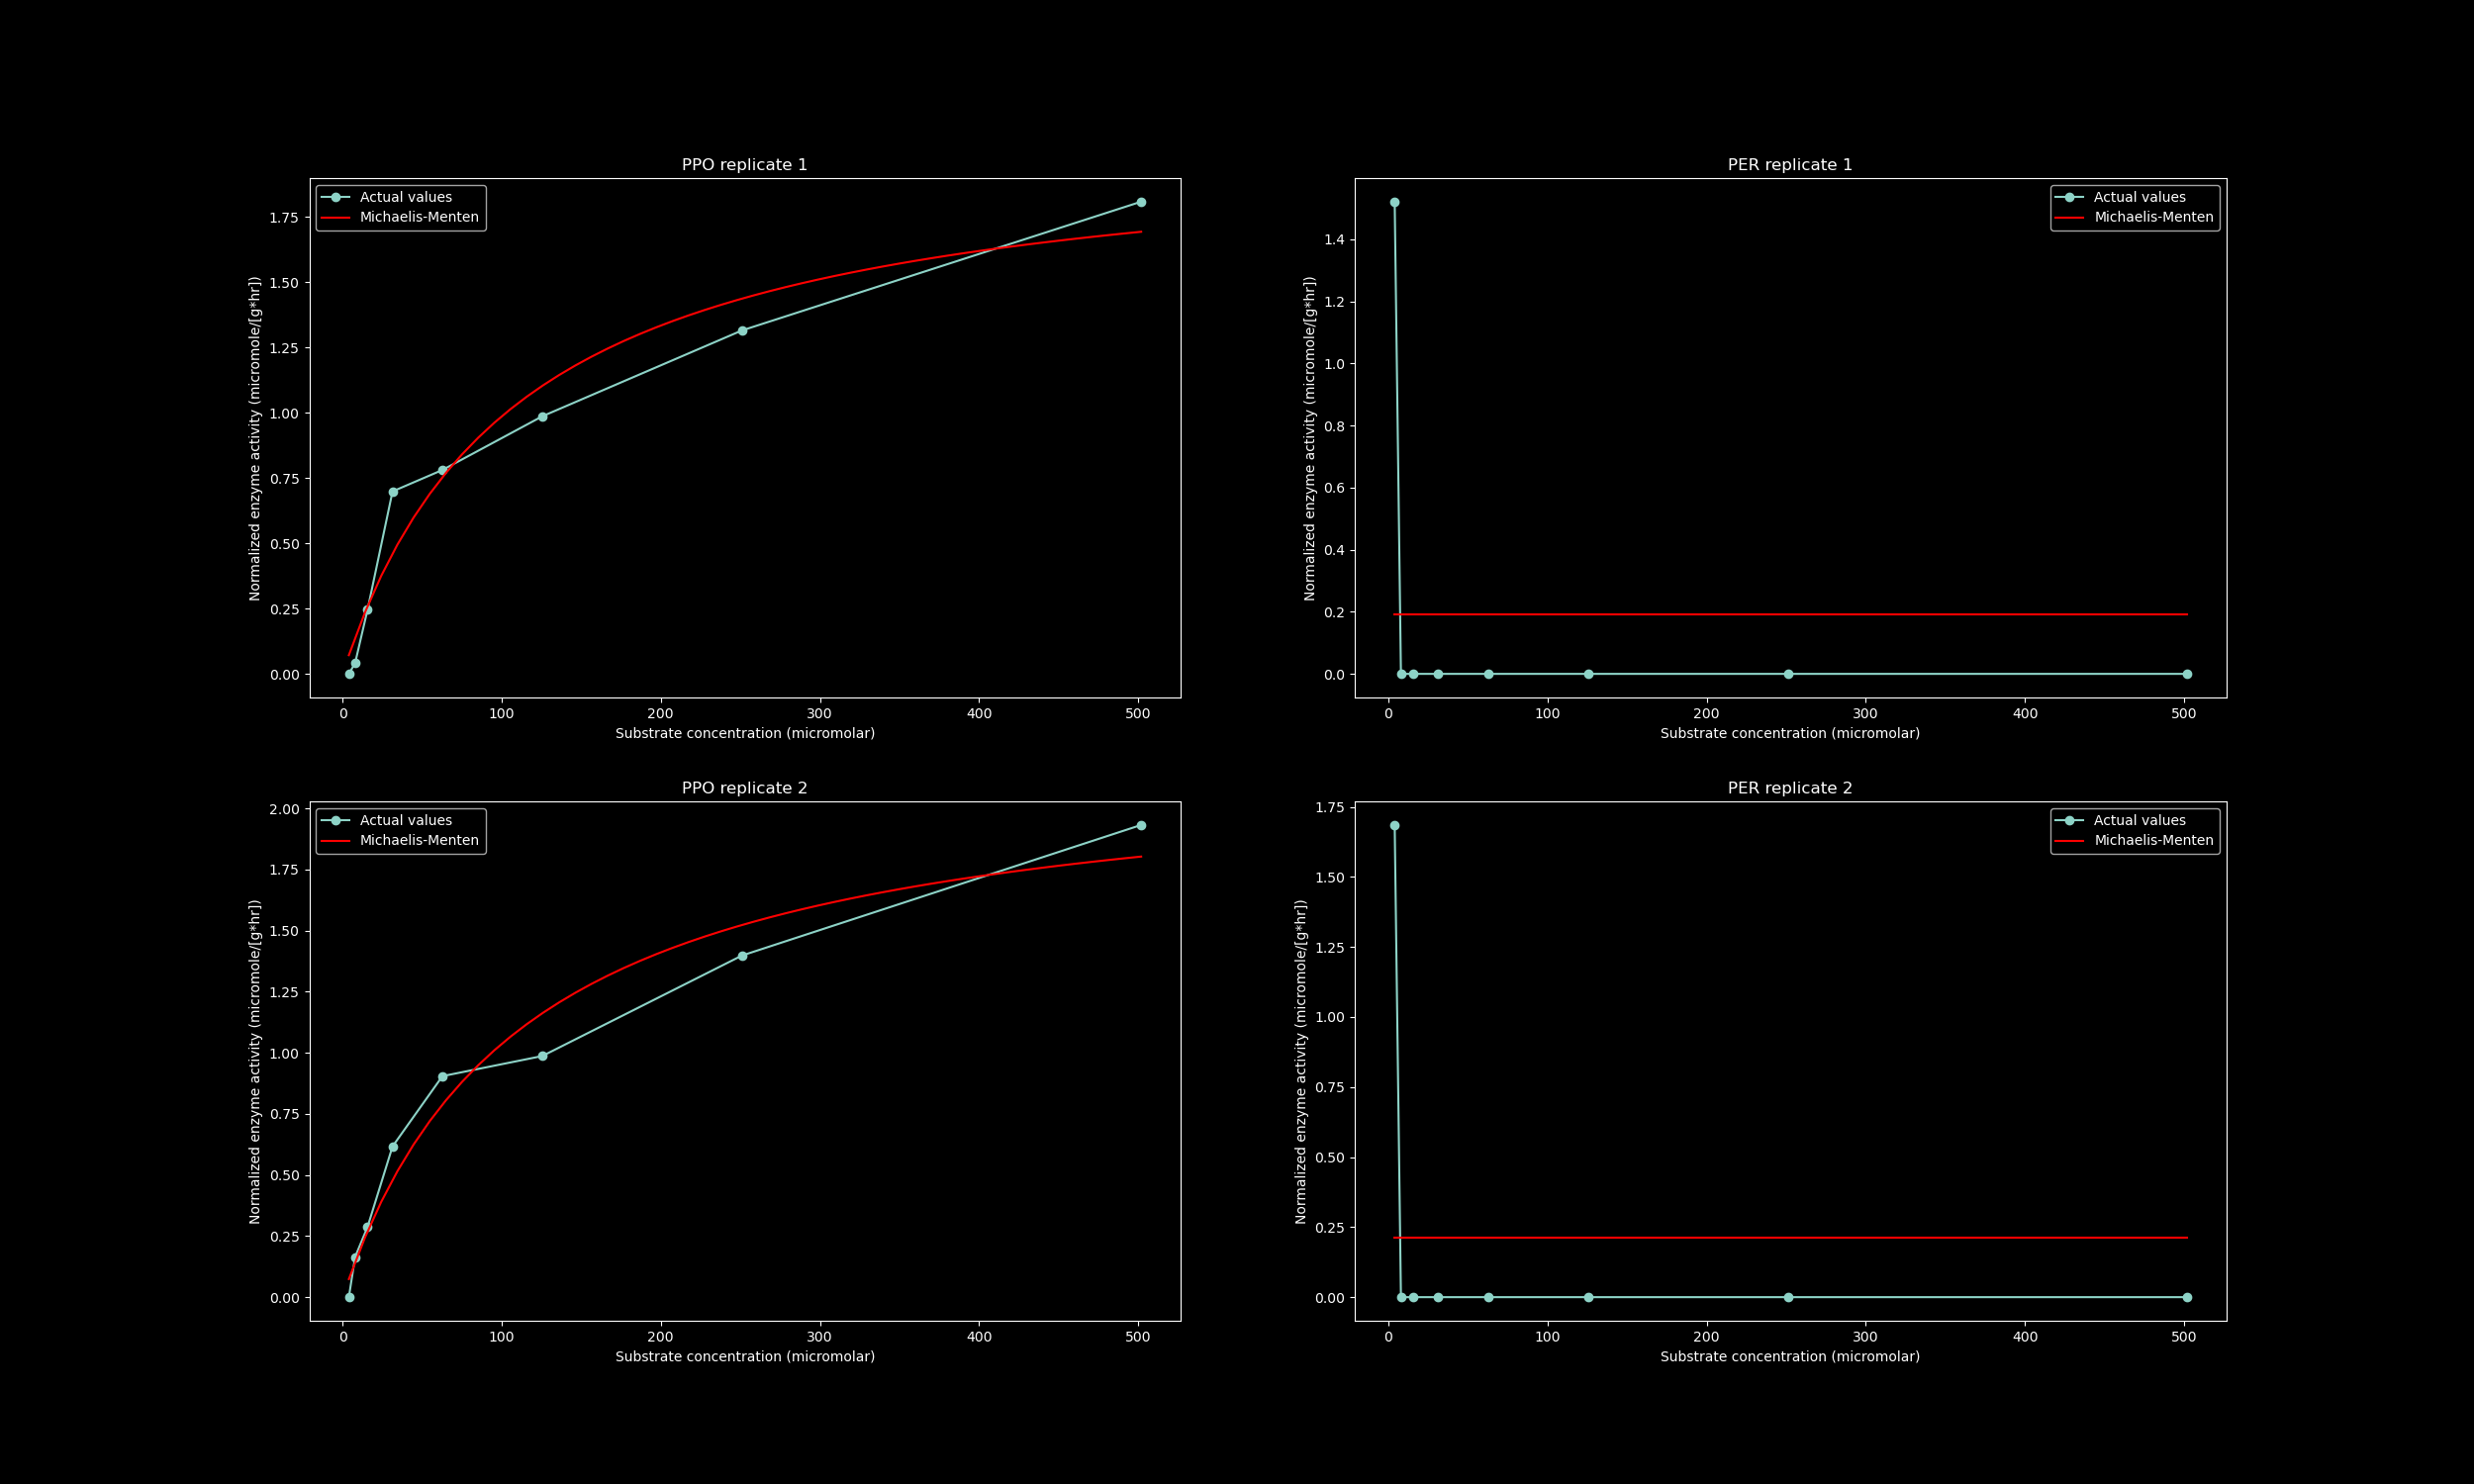 PPO replicate 1
Actual values
Michaelis-Menten
1.75
1.50
1.25
1.00
0.75
0.50
0.25
0.00
Normalized enzyme activity (micromole/[g*hr])
0 100 200 300 400 500
Substrate concentration (micromolar)
PER replicate 1
Actual values
Michaelis-Menten
1.4
1.2
1.0
0.8
0.6
0.4
0.2
0.0
Normalized enzyme activity (micromole/[g*hr])
0 100 200 300 400 500
Substrate concentration (micromolar)
PPO replicate 2
Actual values
Michaelis-Menten
2.00
1.75
1.50
1.25
1.00
0.75
0.50
0.25
0.00
Normalized enzyme activity (micromole/[g*hr])
0 100 200 300 400 500
Substrate concentration (micromolar)
PER replicate 2
Actual values
Michaelis-Menten
1.75
1.50
1.25
1.00
0.75
0.50
0.25
0.00
Normalized enzyme activity (micromole/[g*hr])
0 100 200 300 400 500
Substrate concentration (micromolar)